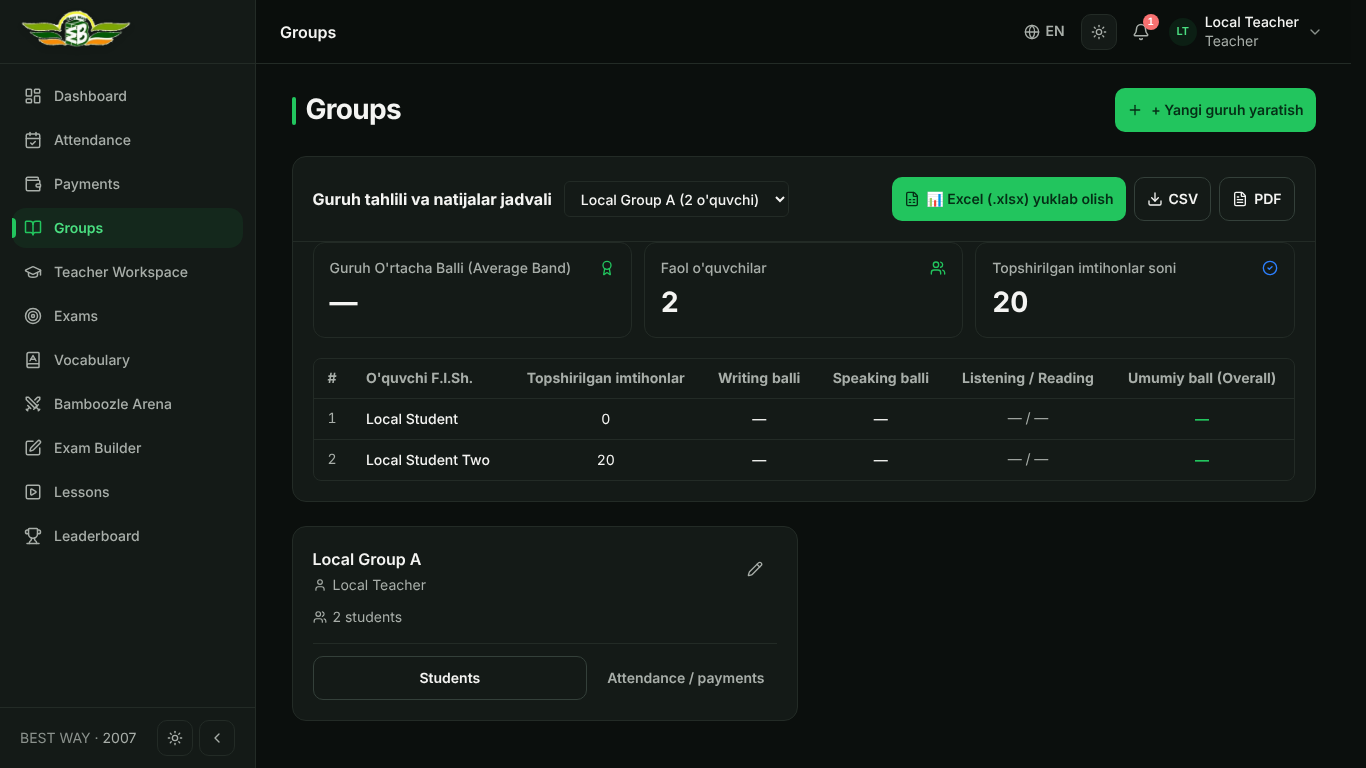 Groups
EN
1
LT
Local Teacher
Teacher
Dashboard
Attendance
Payments
Groups
Teacher Workspace
Exams
Vocabulary
Bamboozle Arena
Exam Builder
Lessons
Leaderboard
BEST WAY · 2007
Groups
+ Yangi guruh yaratish
Guruh tahlili va natijalar jadvali
Local Group A (2 o'quvchi)
Excel (.xlsx) yuklab olish
CSV
PDF
Guruh O'rtacha Balli (Average Band)
—
Faol o'quvchilar
2
Topshirilgan imtihonlar soni
20
# O'quvchi F.I.Sh. Topshirilgan imtihonlar Writing balli Speaking balli Listening / Reading Umumiy ball (Overall)
1 Local Student 0 — — — / — —
2 Local Student Two 20 — — — / — —
Local Group A
Local Teacher
2 students
Students
Attendance / payments